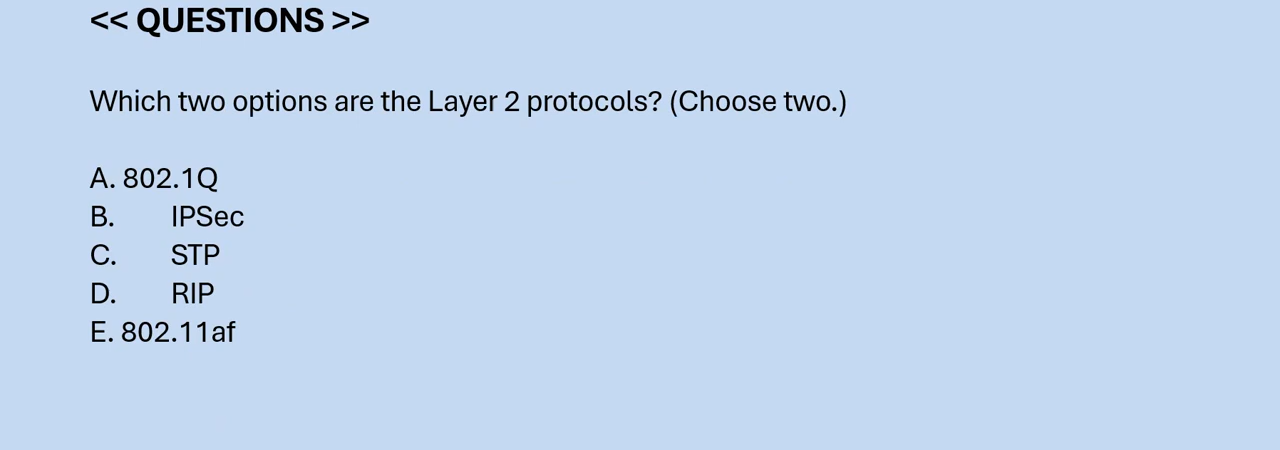 << QUESTIONS >>
Which two options are the Layer 2 protocols? (Choose two.)
A. 802.1Q
B. IPSec
C. STP
D. RIP
E. 802.11af